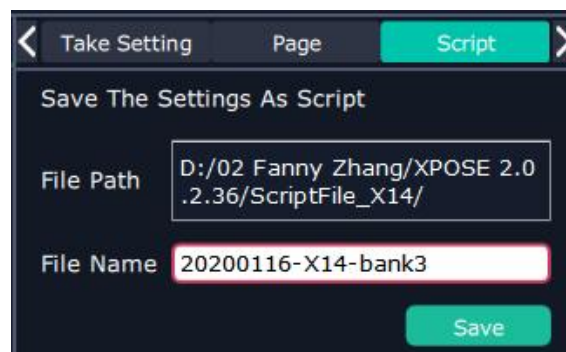 Take Setting Page Script
Save The Settings As Script
File Path
D:/02 Fanny Zhang/XPOSE 2.0
.2.36/ScriptFile_X14/
File Name 20200116-X14-bank3
Save